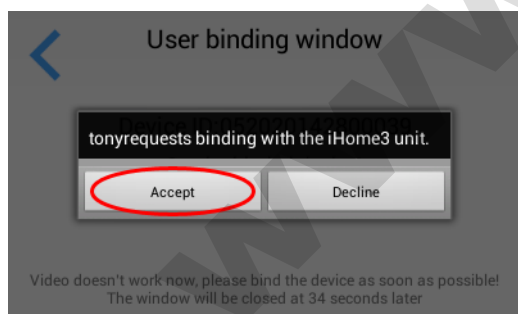 User binding window
tonyrequests binding with the iHome3 unit.
Accept
Decline
Video doesn't work now, please bind the device as soon as possible!
The window will be closed at 34 seconds later